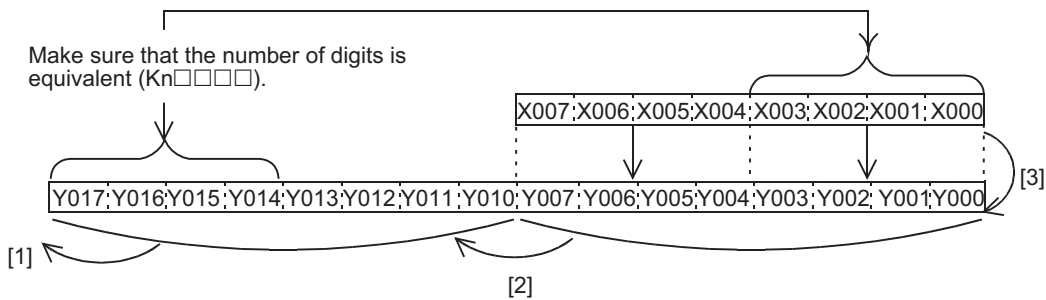 Make sure that the number of digits is
equivalent (Kn□□□□).
X007 X006 X005 X004 X003 X002 X001 X000
[3]
Y017 Y016 Y015 Y014 Y013 Y012 Y011 Y010 Y007 Y006 Y005 Y004 Y003 Y002 Y001 Y000
[1]
[2]